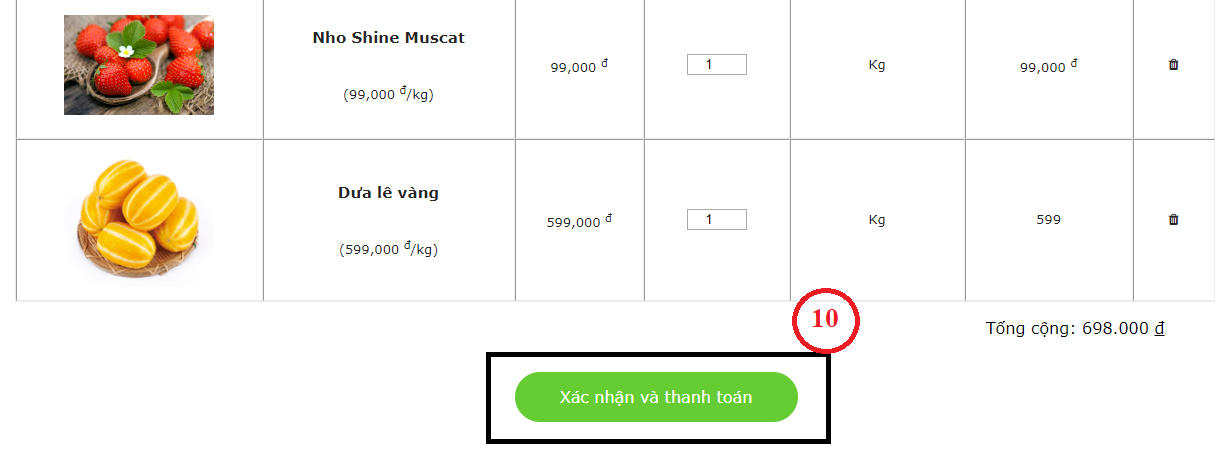 Nho Shine Muscat
(99,000 đ/kg)
99,000 đ
1
Kg
99,000 đ
Dưa lê vàng
(599,000 đ/kg)
599,000 đ
1
Kg
599
10
Tổng cộng: 698.000 ₫
Xác nhận và thanh toán